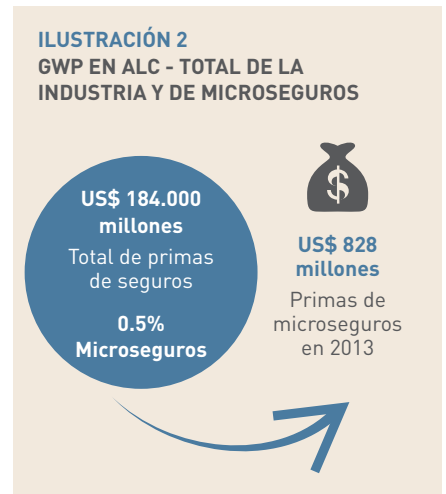 ILUSTRACIÓN 2
GWP EN ALC - TOTAL DE LA
INDUSTRIA Y DE MICROSEGUROS
US$ 184.000
millones
Total de primas
de seguros
0.5%
Microseguros
$
US$ 828
millones
Primas de
microseguros
en 2013